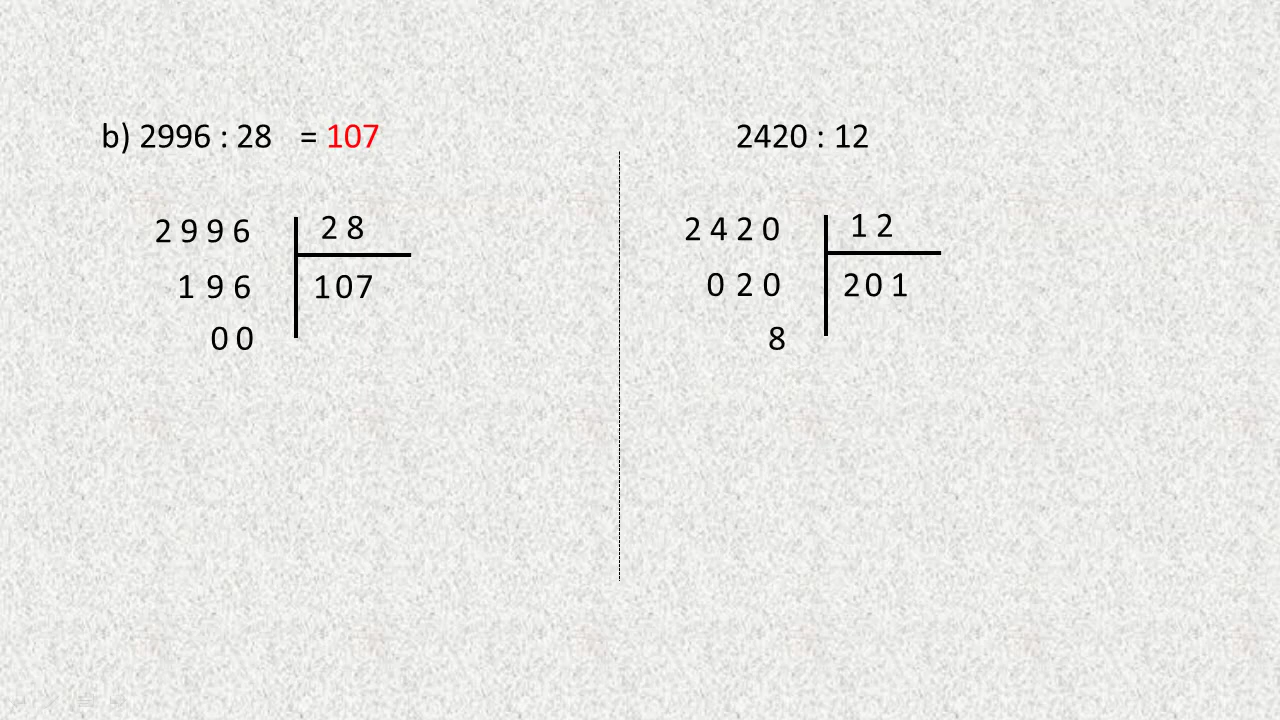 b) 2996 : 28 = 107
2 9 9 6 2 8
1 9 6 107
0 0
2420 : 12
2 4 2 0 1 2
0 2 0 2 0 1
8